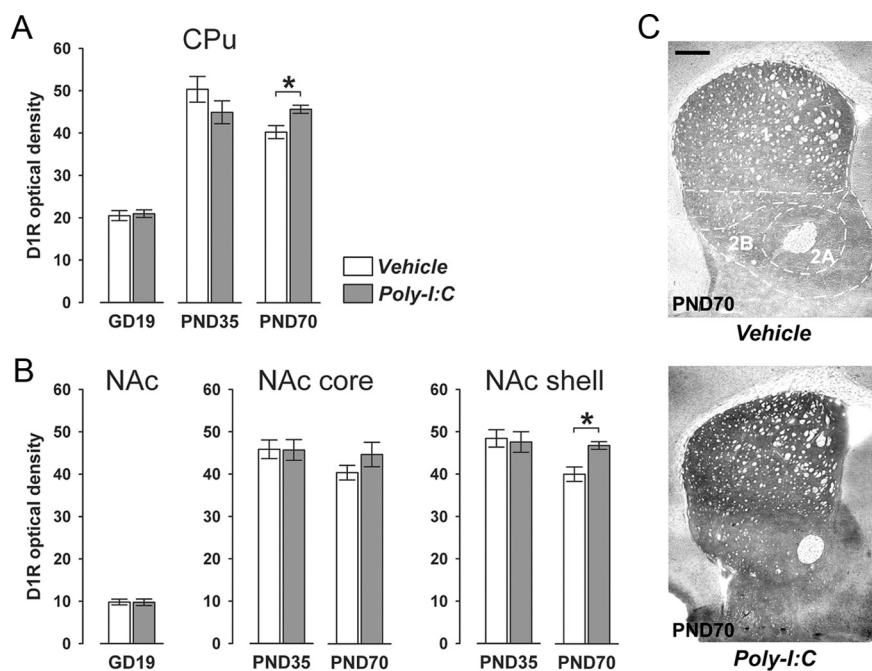 A
CPu
D1R optical density
60
50
40
30
20
10
0
*
GD19 PND35 PND70
Vehicle
Poly-I:C
B
NAc
NAc core
NAc shell
D1R optical density
60
50
40
30
20
10
0
GD19
60
50
40
30
20
10
0
PND35 PND70
60
50
40
30
20
10
0
*
PND35 PND70
C
1
2B
2A
PND70
Vehicle
PND70
Poly-I:C